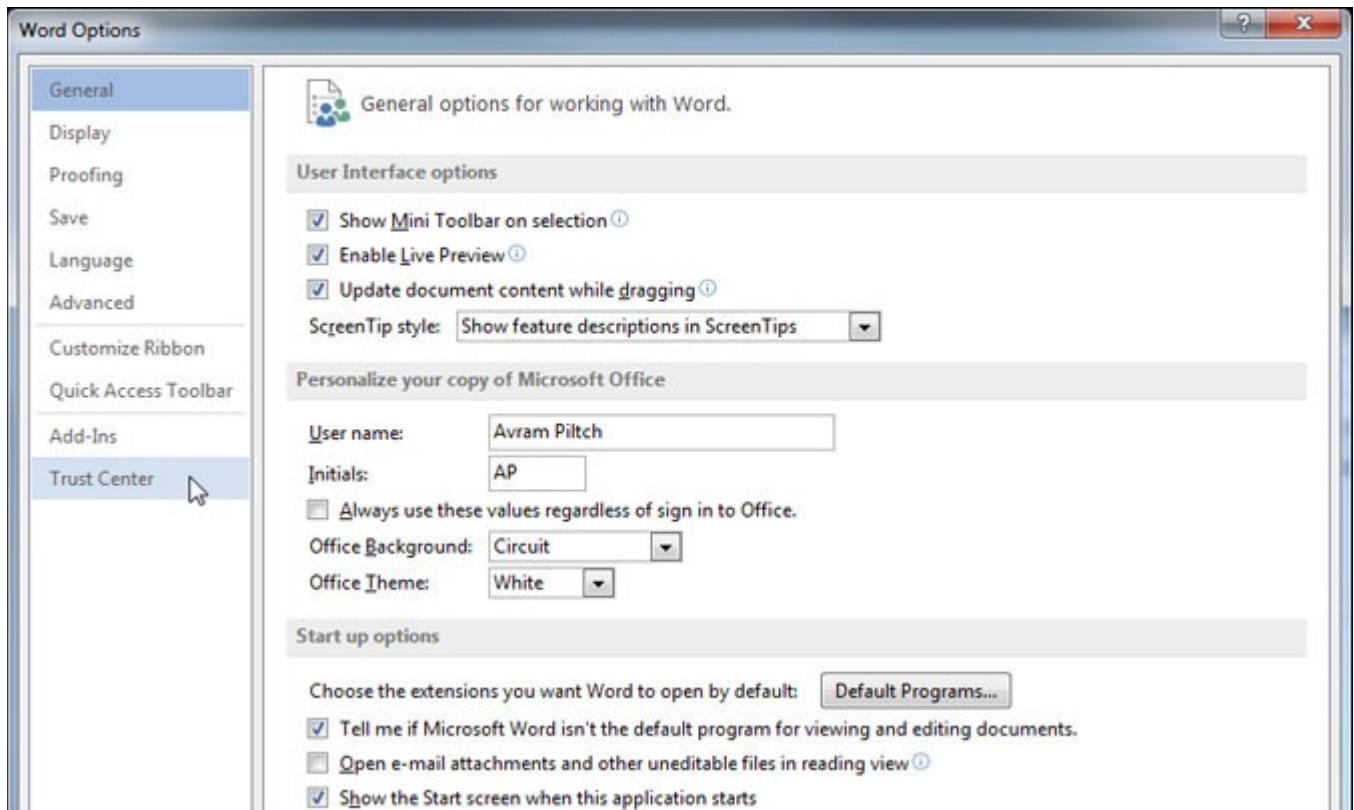 Word Options
General
Display
Proofing
Save
Language
Advanced
Customize Ribbon
Quick Access Toolbar
Add-Ins
Trust Center
General options for working with Word.
User Interface options
Show Mini Toolbar on selection
Enable Live Preview
Update document content while dragging
ScreenTip style: Show feature descriptions in ScreenTips
Personalize your copy of Microsoft Office
User name: Avram Piltch
Initials: AP
Always use these values regardless of sign in to Office.
Office Background: Circuit
Office Theme: White
Start up options
Choose the extensions you want Word to open by default: Default Programs...
Tell me if Microsoft Word isn't the default program for viewing and editing documents.
Open e-mail attachments and other uneditable files in reading view
Show the Start screen when this application starts